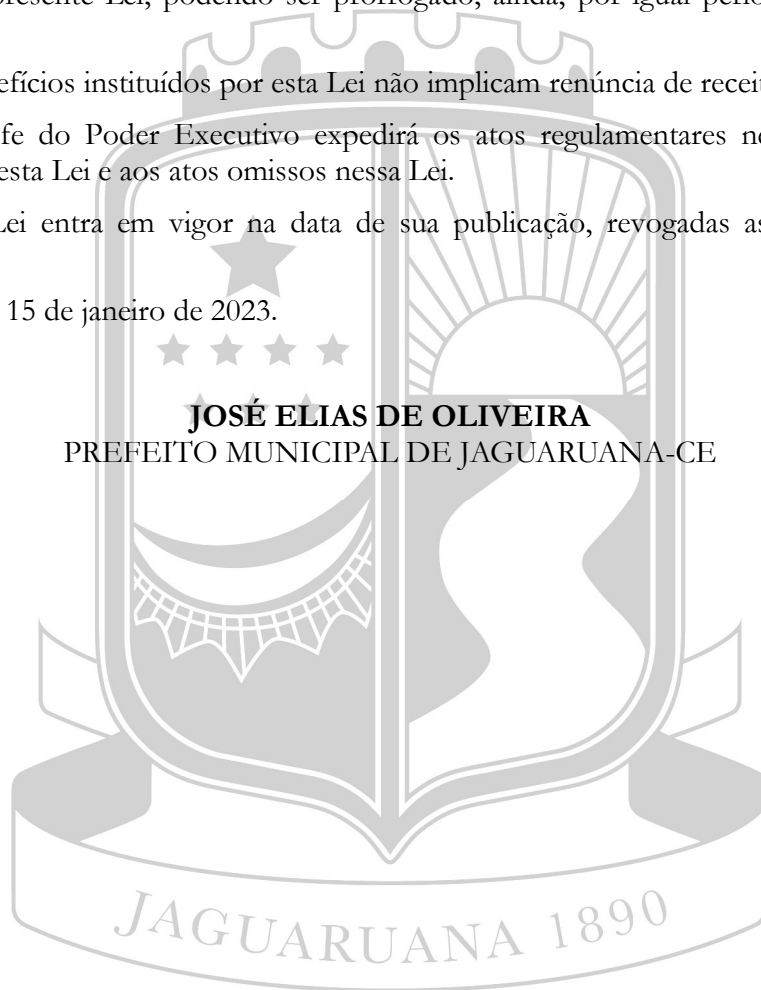 presente Lei, podendo ser prorrogado, ainda, por igual
efícios instituídos por esta Lei não implicam renúncia de receit
fe do Poder Executivo expedirá os atos regulamentares ne
esta Lei e aos atos omissos nessa Lei.
Lei entra em vigor na data de sua publicação, revogadas as
15 de janeiro de 2023.
JOSÉ ELIAS DE OLIVEIRA
PREFEITO MUNICIPAL DE JAGUARUANA-CE
JAGUARUANA 1890